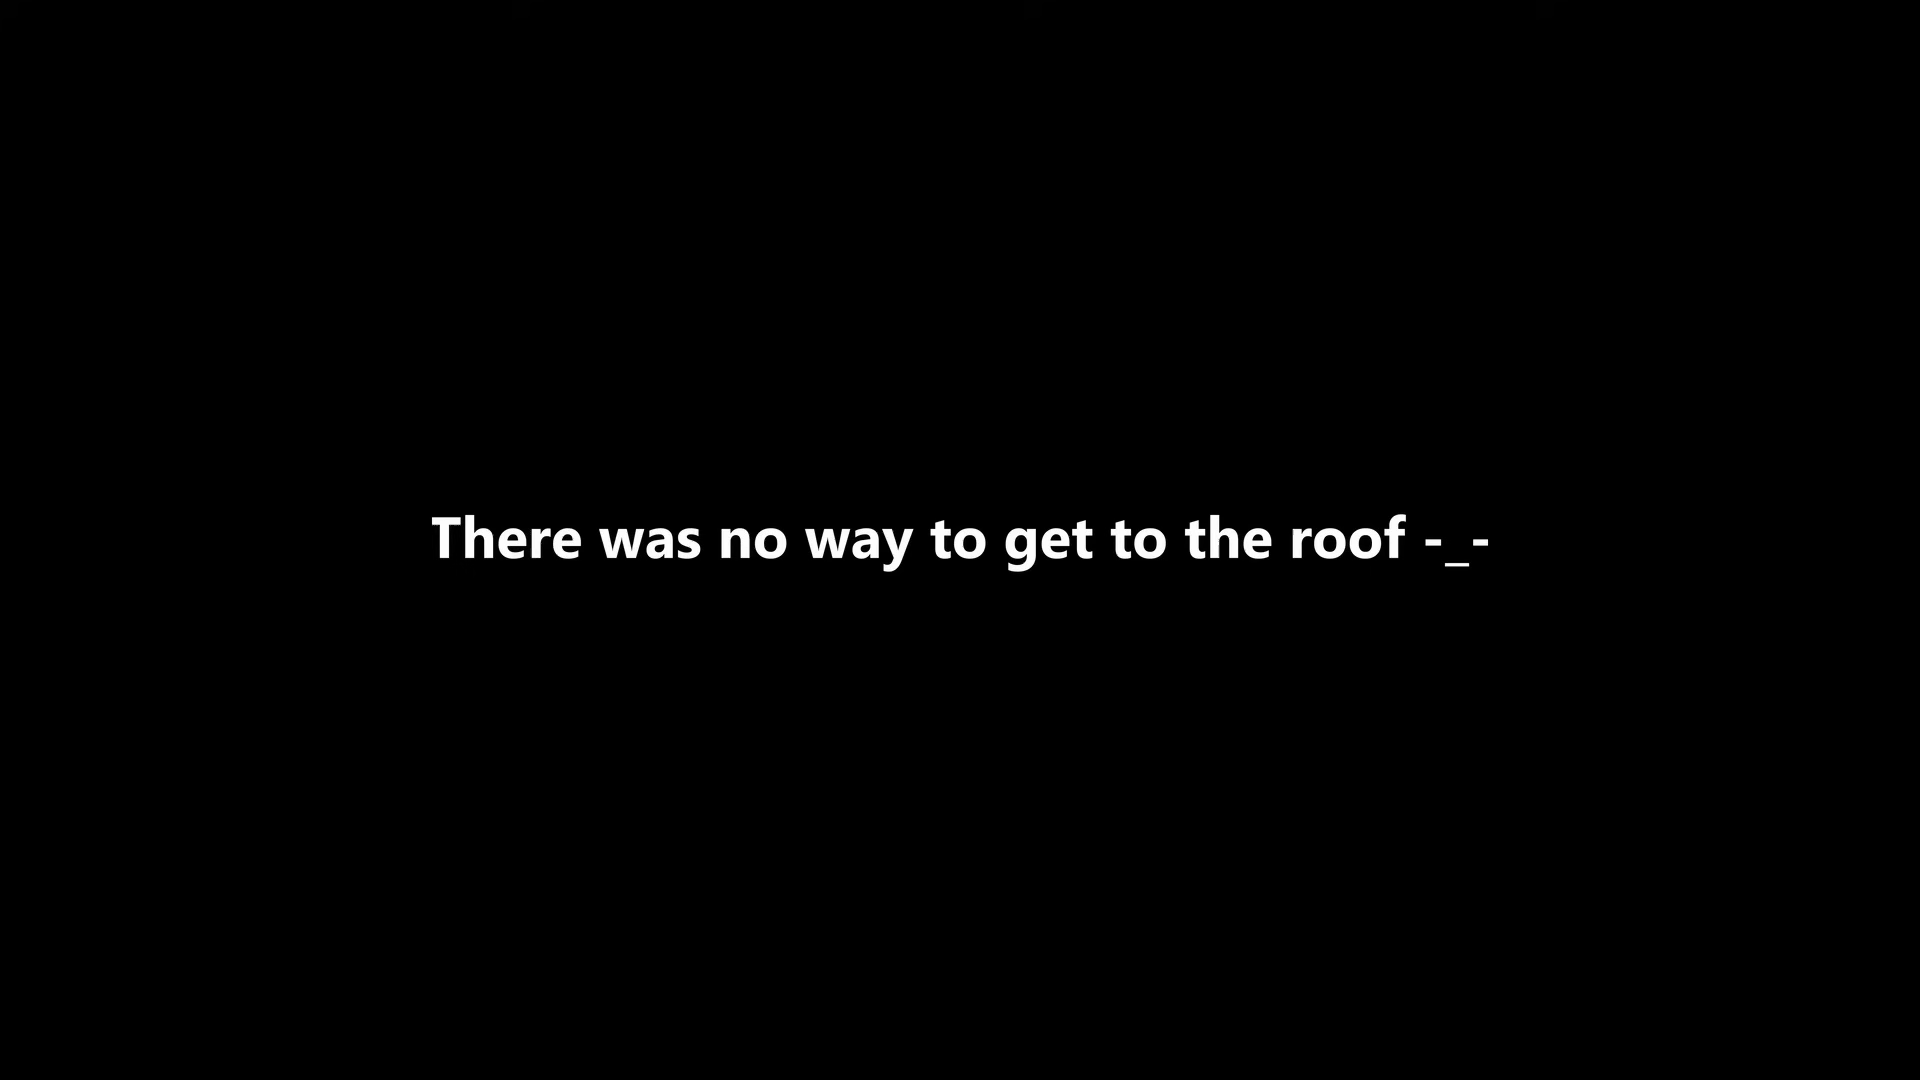 There was no way to get to the roof -_-